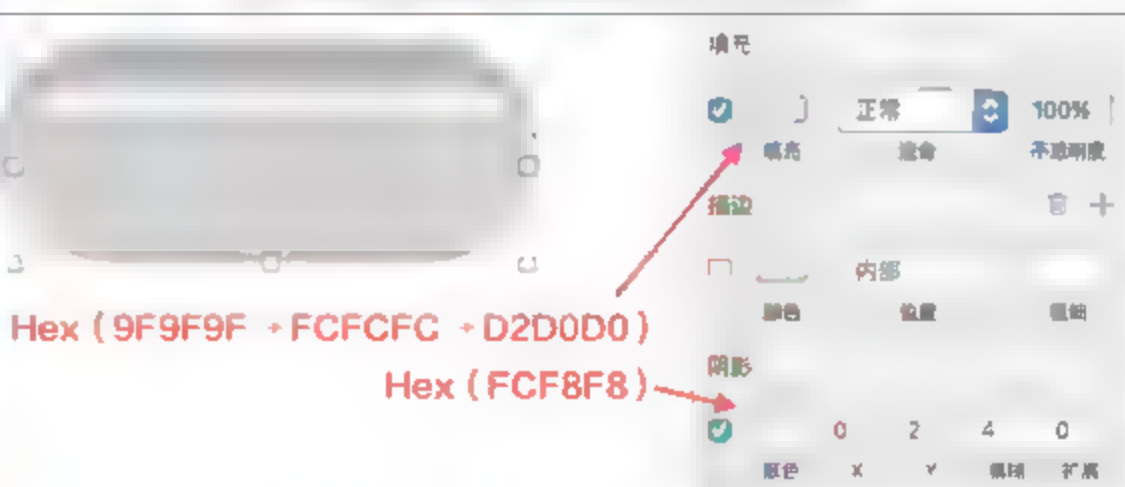 填充
正常 100%
填充 混合 不透明度
描边
内部
颜色 位置 粗细
Hex (9F9F9F → FCFCFC → D2D0D0)
阴影
Hex (FCF8F8)
0 2 4 0
颜色 X Y 模糊 扩展